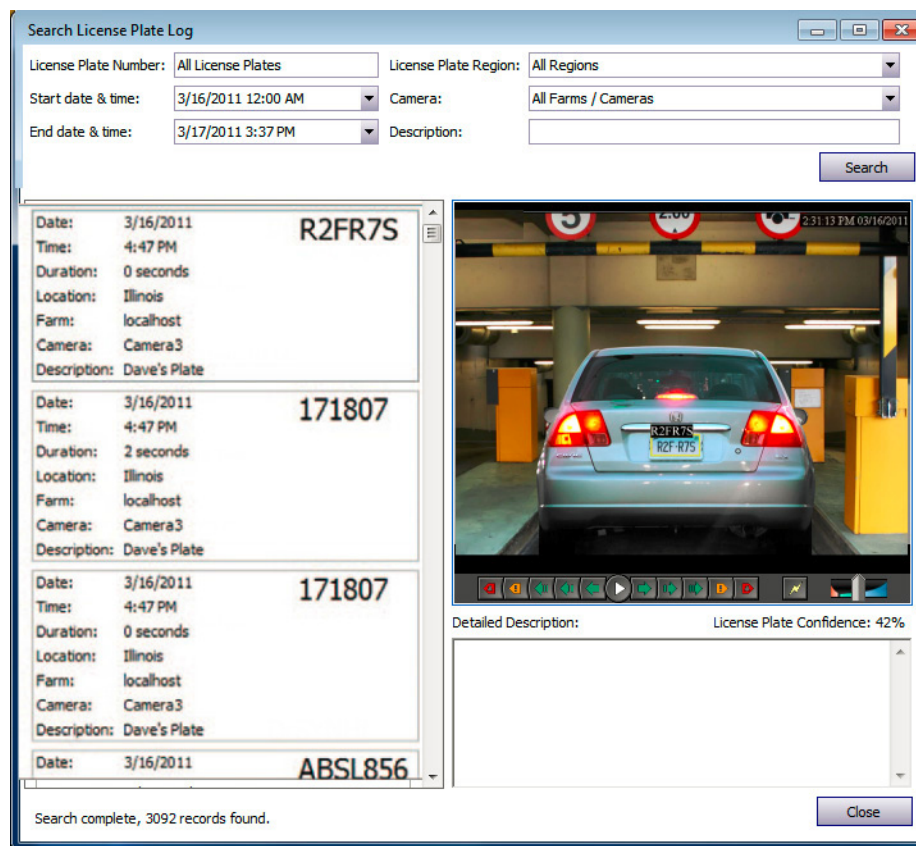 Search License Plate Log
License Plate Number: All License Plates License Plate Region: All Regions
Start date & time: 3/16/2011 12:00 AM Camera: All Farms / Cameras
End date & time: 3/17/2011 3:37 PM Description:
Search
Date: 3/16/2011 R2FR7S
Time: 4:47 PM
Duration: 0 seconds
Location: Illinois
Farm: localhost
Camera: Camera3
Description: Dave's Plate
Date: 3/16/2011 171807
Time: 4:47 PM
Duration: 2 seconds
Location: Illinois
Farm: localhost
Camera: Camera3
Description: Dave's Plate
Date: 3/16/2011 171807
Time: 4:47 PM
Duration: 0 seconds
Location: Illinois
Farm: localhost
Camera: Camera3
Description: Dave's Plate
Date: 3/16/2011 ABSL856
5 2.00 2:31:13 PM 03/16/2011
R2FR7S
R2F·R7S
Detailed Description: License Plate Confidence: 42%
Search complete, 3092 records found.
Close